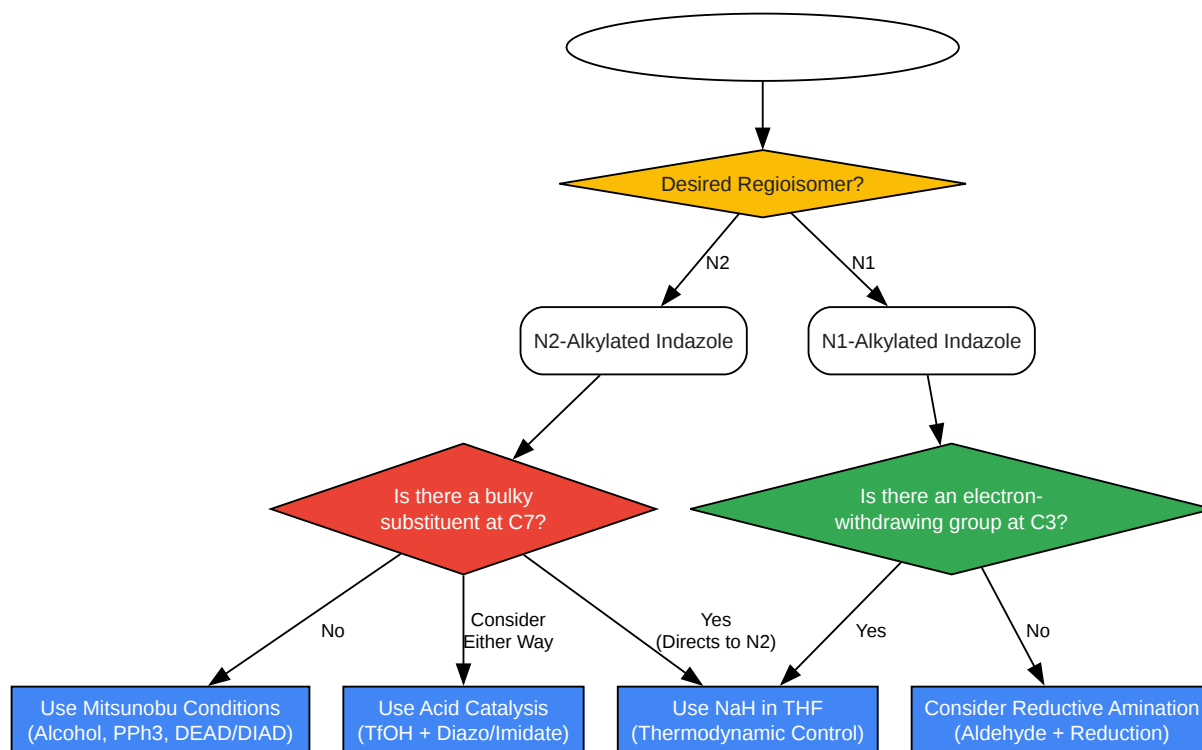 Desired Regioisomer?
N2
N1
N2-Alkylated Indazole
N1-Alkylated Indazole
Is there a bulky
substituent at C7?
Is there an electron-
withdrawing group at C3?
No
Consider
Either Way
Yes
(Directs to N2)
Yes
No
Use Mitsunobu Conditions
(Alcohol, PPh3, DEAD/DIAD)
Use Acid Catalysis
(TfOH + Diazo/Imidate)
Use NaH in THF
(Thermodynamic Control)
Consider Reductive Amination
(Aldehyde + Reduction)